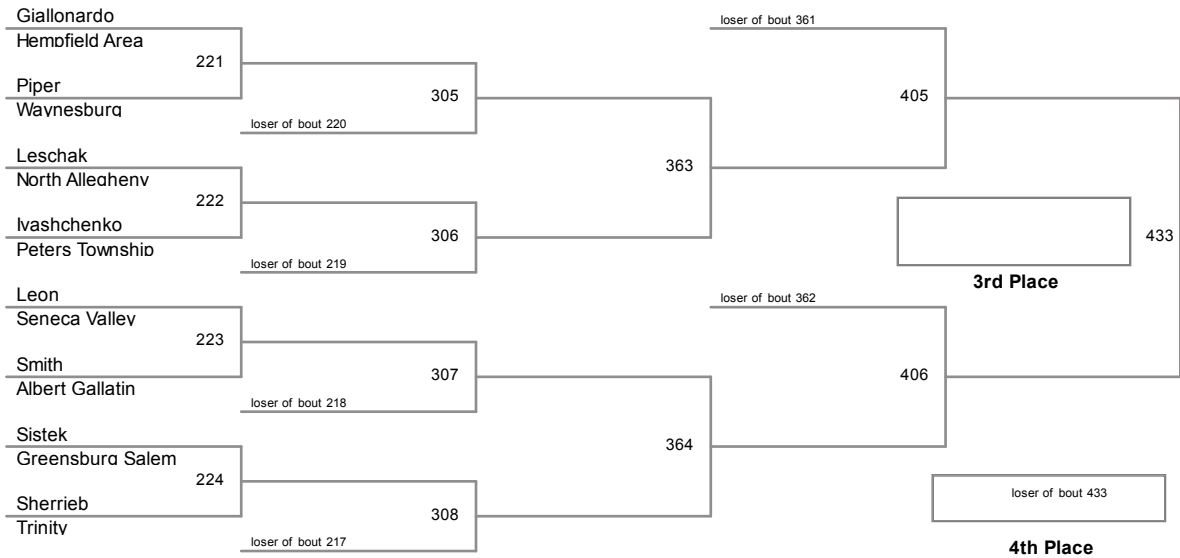 Giallonardo
Hempfield Area
221
Piper
Waynesburg
305
loser of bout 220
Leschak
North Allegheny
222
Ivashchenko
Peters Township
306
loser of bout 219
363
loser of bout 361
405
Leon
Seneca Valley
223
Smith
Albert Gallatin
307
loser of bout 218
Sistek
Greensburg Salem
224
Sherrieb
Trinity
308
loser of bout 217
364
loser of bout 362
406
433
3rd Place
loser of bout 433
4th Place